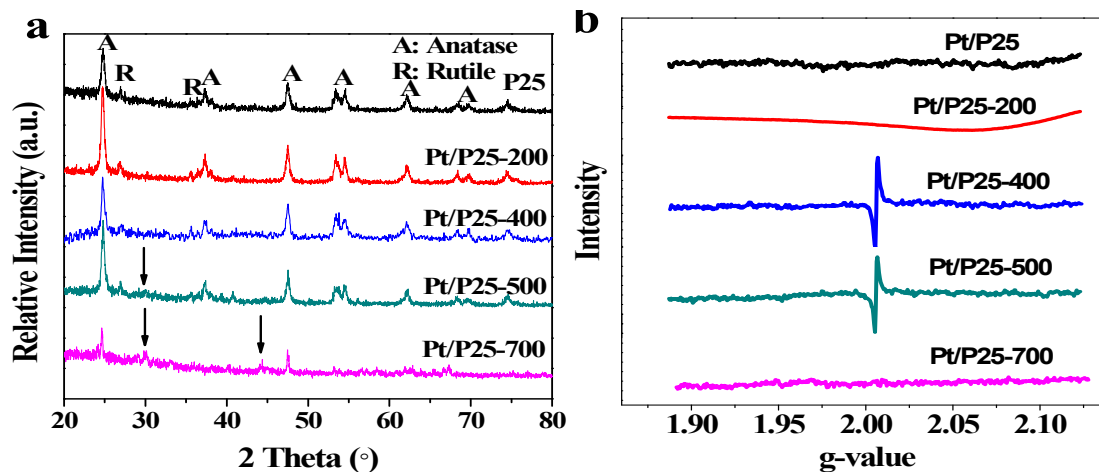 a
A
A: Anatase
R: Rutile
R
R
A
A
A
A
A
P25
Pt/P25-200
Pt/P25-400
Pt/P25-500
Pt/P25-700
Relative Intensity (a.u.)
20 30 40 50 60 70 80
2 Theta (○)
b
Pt/P25
Pt/P25-200
Pt/P25-400
Pt/P25-500
Pt/P25-700
Intensity
1.90 1.95 2.00 2.05 2.10
g-value